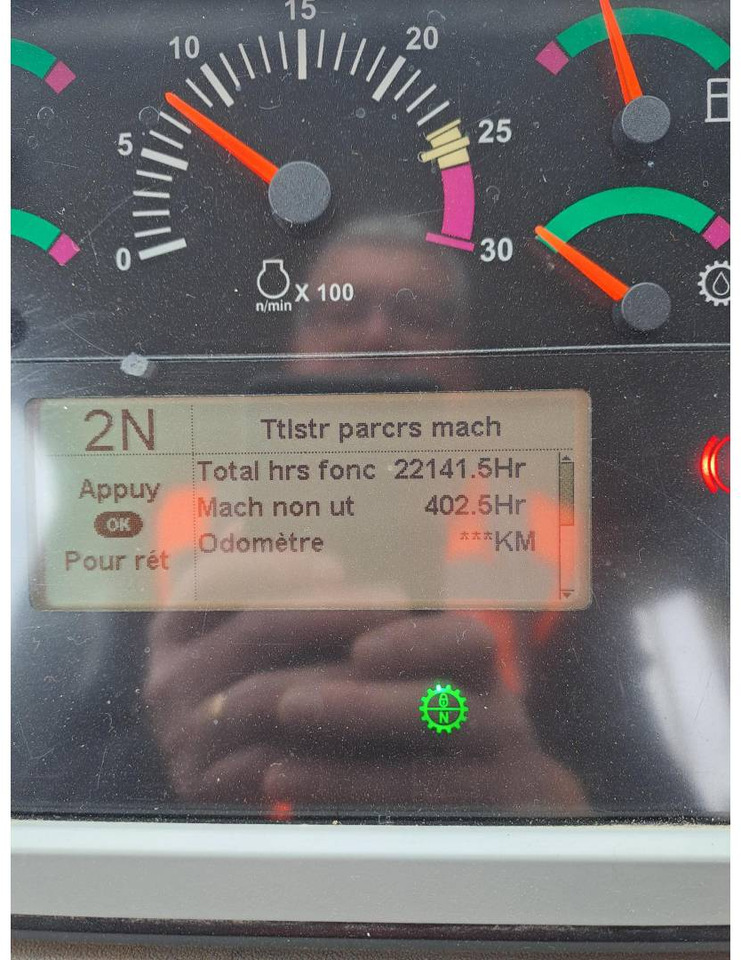 15
10
20
5
25
0
30
n/min X 100
2N
Ttlstr parcrs mach
Total hrs fonc 22141.5Hr
Appuy
Mach non ut 402.5Hr
OK
Odomètre ***KM
Pour rét
N